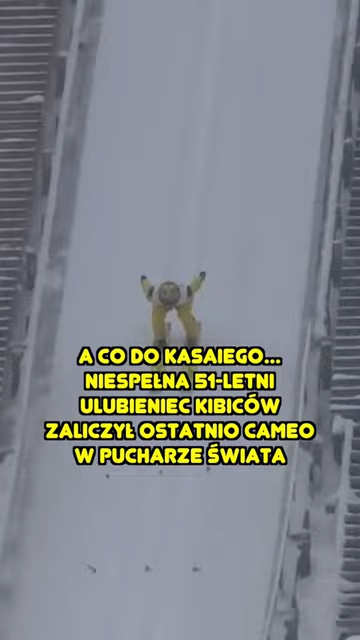 A CO DO KASAIEGO...
NIESPEŁNA 51-LETNI
ULUBIENIEC KIBICÓW
ZALICZYŁ OSTATNIO CAMEO
W PUCHARZE ŚWIATA